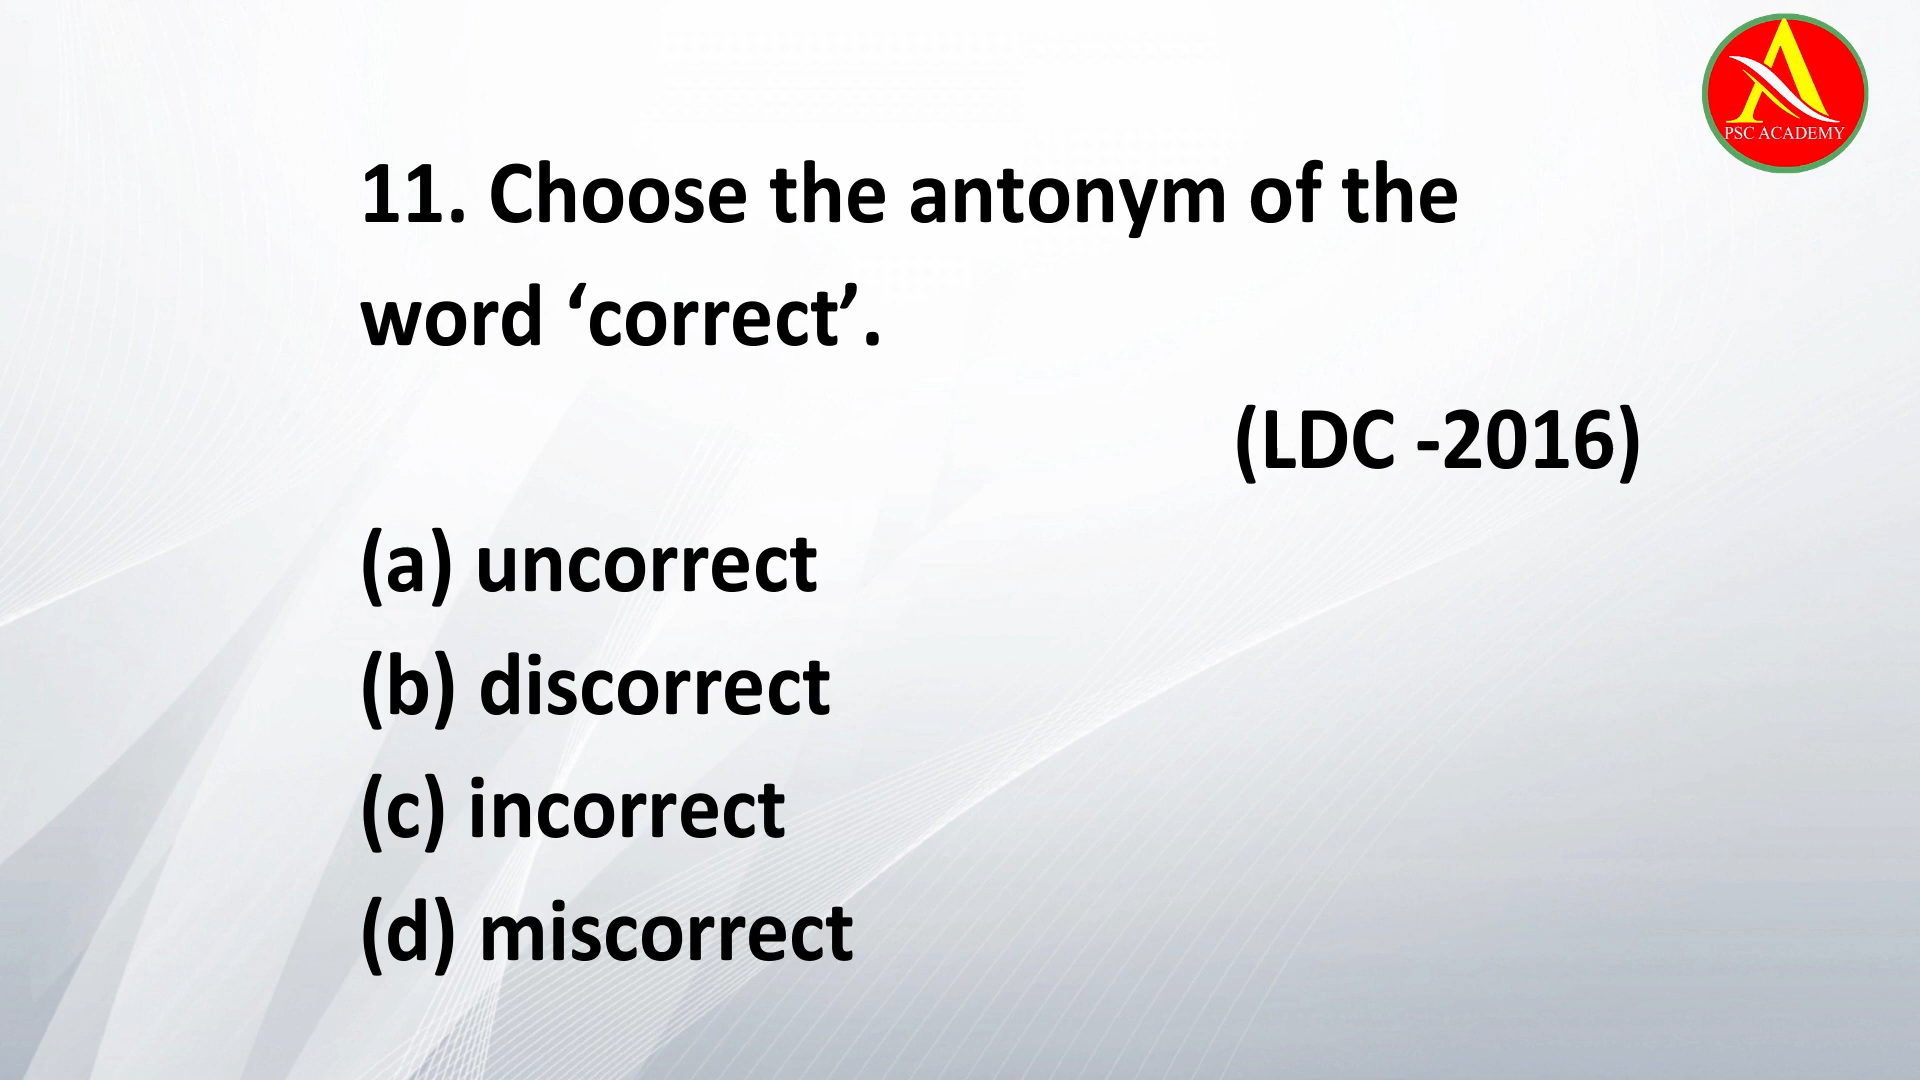 PSC ACADEMY
11. Choose the antonym of the
word ‘correct’.
(LDC -2016)
(a) uncorrect
(b) discorrect
(c) incorrect
(d) miscorrect